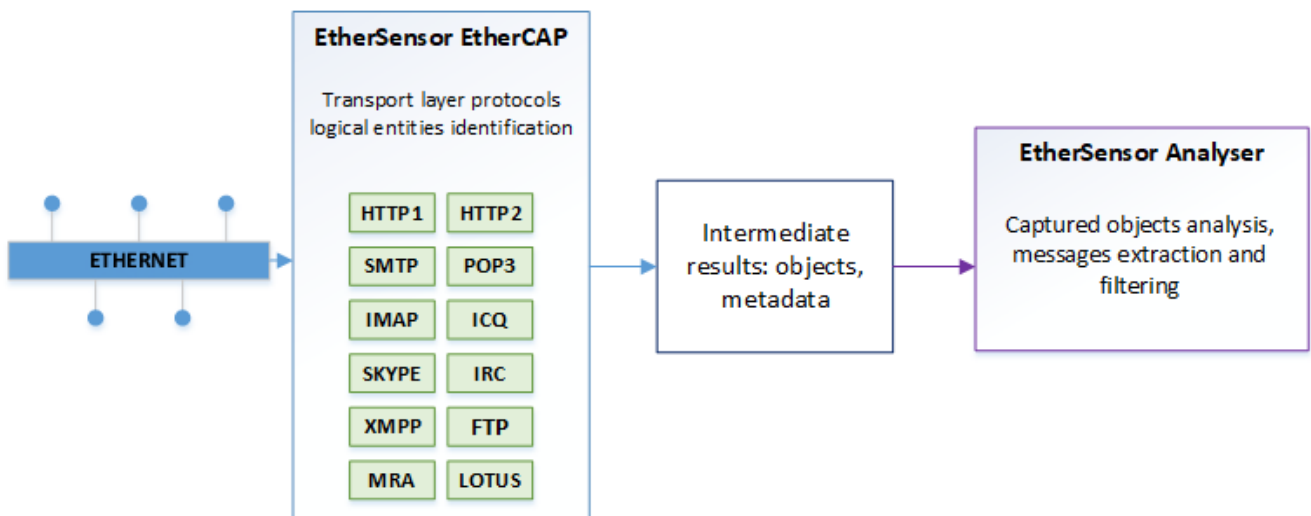 EtherSensor EtherCAP
Transport layer protocols
logical entities identification
HTTP1 HTTP2
SMTP POP3
IMAP ICQ
SKYPE IRC
XMPP FTP
MRA LOTUS
ETHERNET
Intermediate
results: objects,
metadata
EtherSensor Analyser
Captured objects analysis,
messages extraction and
filtering